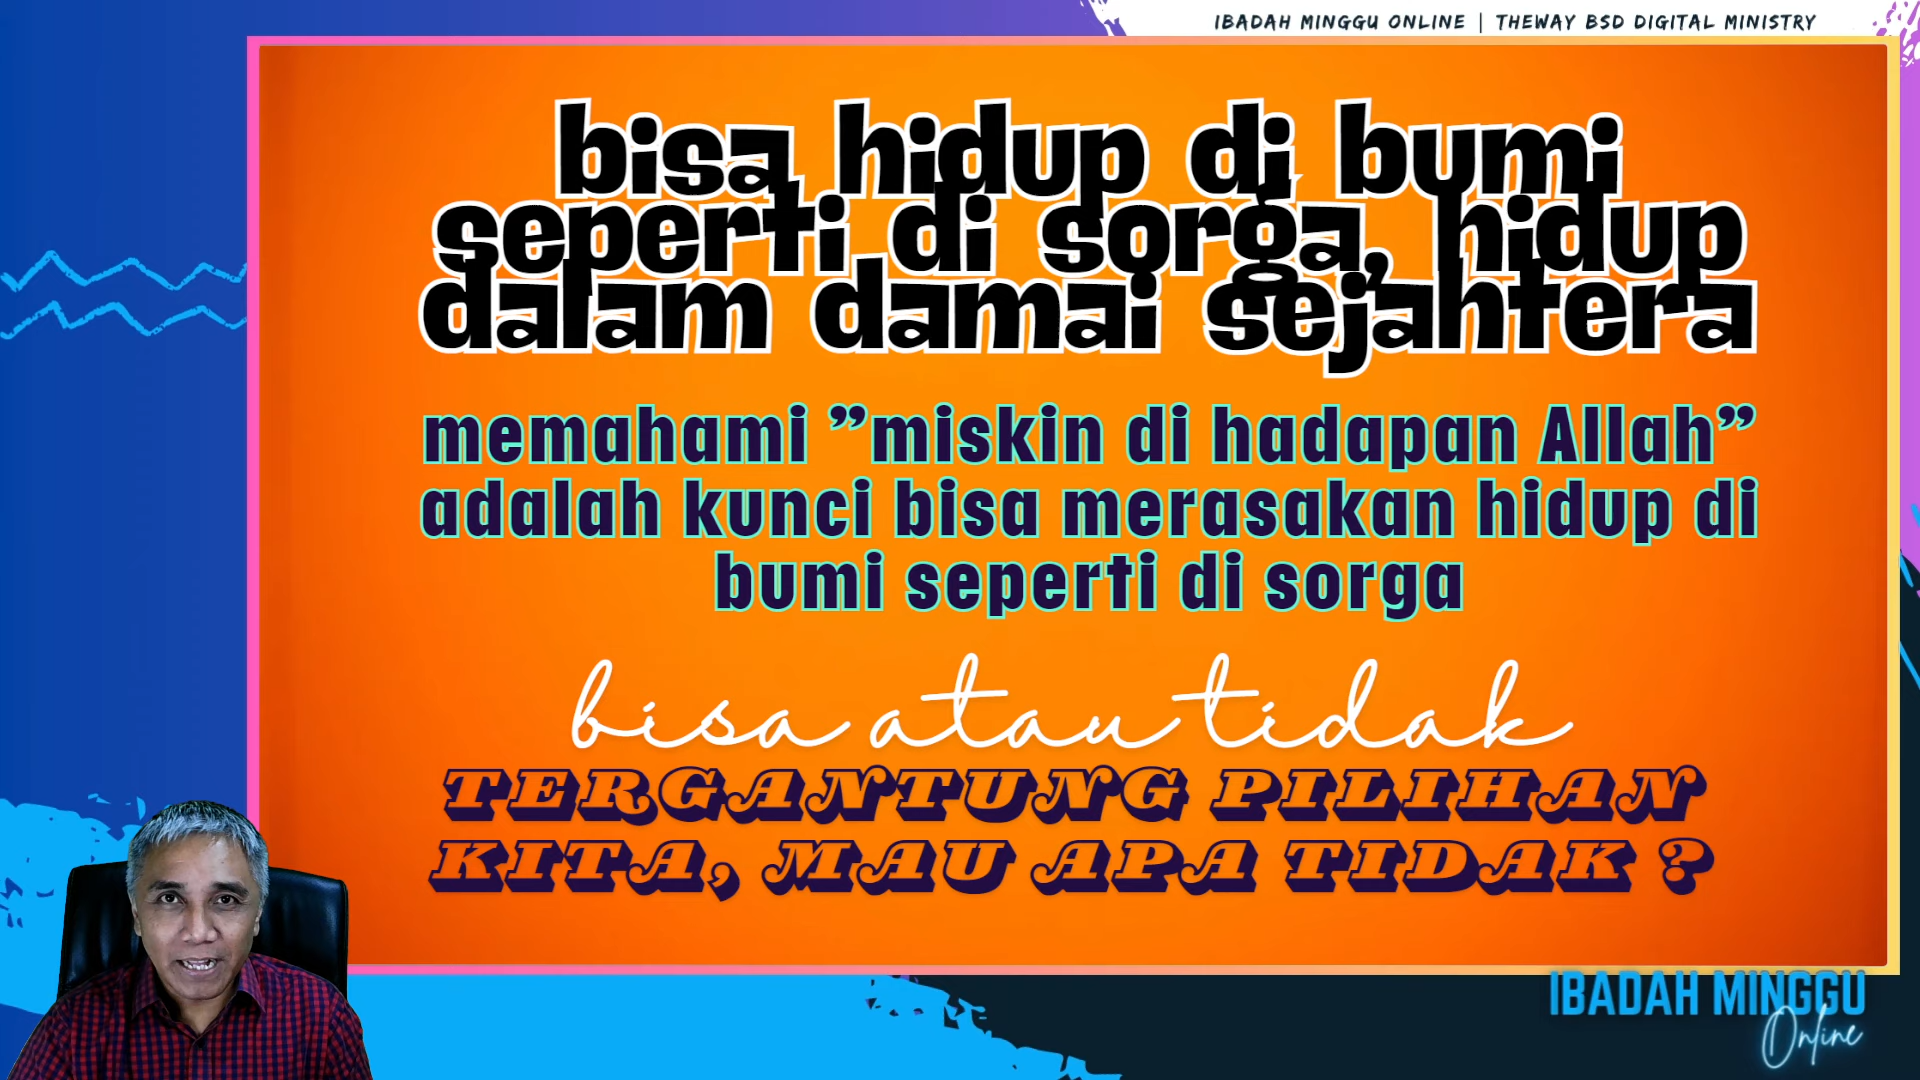 IBADAH MINGGU ONLINE | THEWAY BSD DIGITAL MINISTRY
bisa hidup di bumi
seperti di sorga, hidup
dalam damai sejahtera
memahami ”miskin di hadapan Allah”
adalah kunci bisa merasakan hidup di
bumi seperti di sorga
bisa atau tidak
TERGANTUNG PILIHAN
KITA, MAU APA TIDAK ?
IBADAH MINGGU
Online